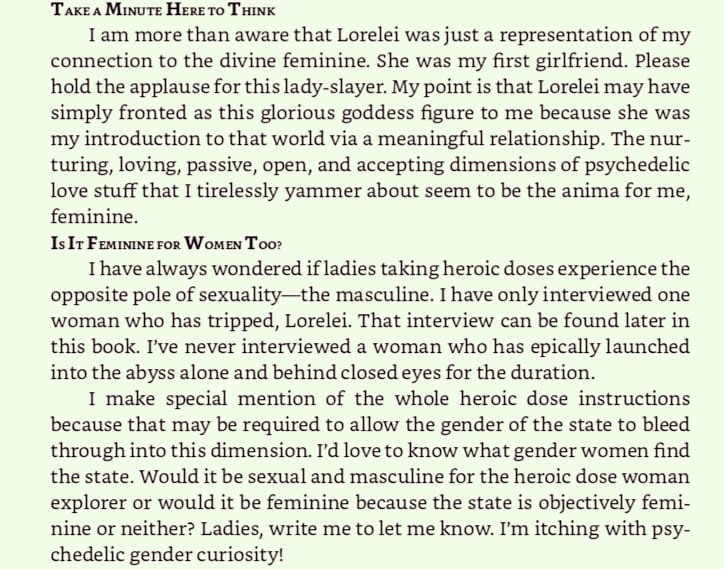 Take a Minute Here to Think
I am more than aware that Lorelei was just a representation of my
connection to the divine feminine. She was my first girlfriend. Please
hold the applause for this lady-slayer. My point is that Lorelei may have
simply fronted as this glorious goddess figure to me because she was
my introduction to that world via a meaningful relationship. The nur-
turing, loving, passive, open, and accepting dimensions of psychedelic
love stuff that I tirelessly yammer about seem to be the anima for me,
feminine.
Is It Feminine for Women Too?
I have always wondered if ladies taking heroic doses experience the
opposite pole of sexuality—the masculine. I have only interviewed one
woman who has tripped, Lorelei. That interview can be found later in
this book. I've never interviewed a woman who has epically launched
into the abyss alone and behind closed eyes for the duration.
I make special mention of the whole heroic dose instructions
because that may be required to allow the gender of the state to bleed
through into this dimension. I'd love to know what gender women find
the state. Would it be sexual and masculine for the heroic dose woman
explorer or would it be feminine because the state is objectively femi-
nine or neither? Ladies, write me to let me know. I'm itching with psy-
chedelic gender curiosity!